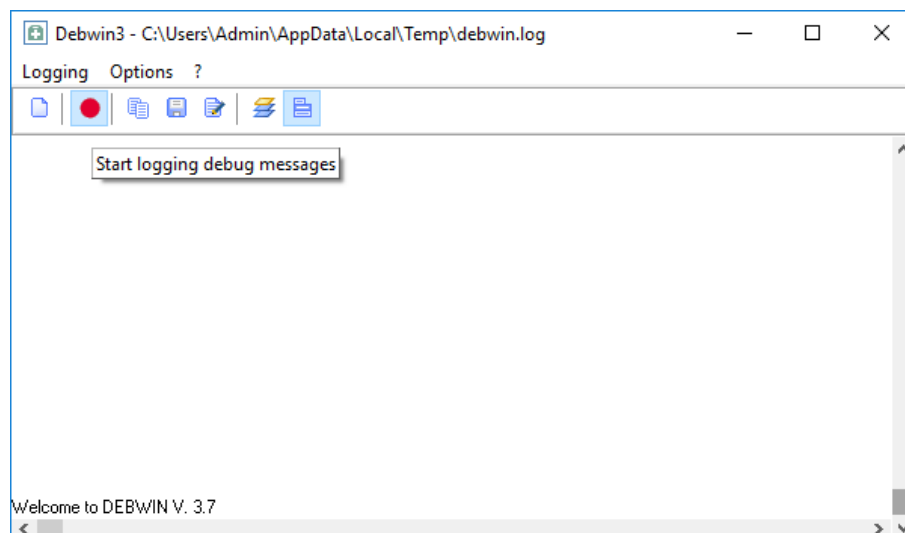 Debwin3 - C:\Users\Admin\AppData\Local\Temp\debwin.log
Logging Options ?
Start logging debug messages
Welcome to DEBWIN V. 3.7